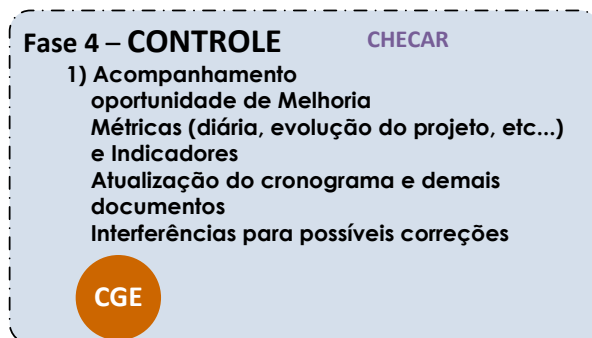 Fase 4 – CONTROLE CHECAR
1) Acompanhamento
oportunidade de Melhoria
Métricas (diária, evolução do projeto, etc...)
e Indicadores
Atualização do cronograma e demais
documentos
Interferências para possíveis correções
CGE